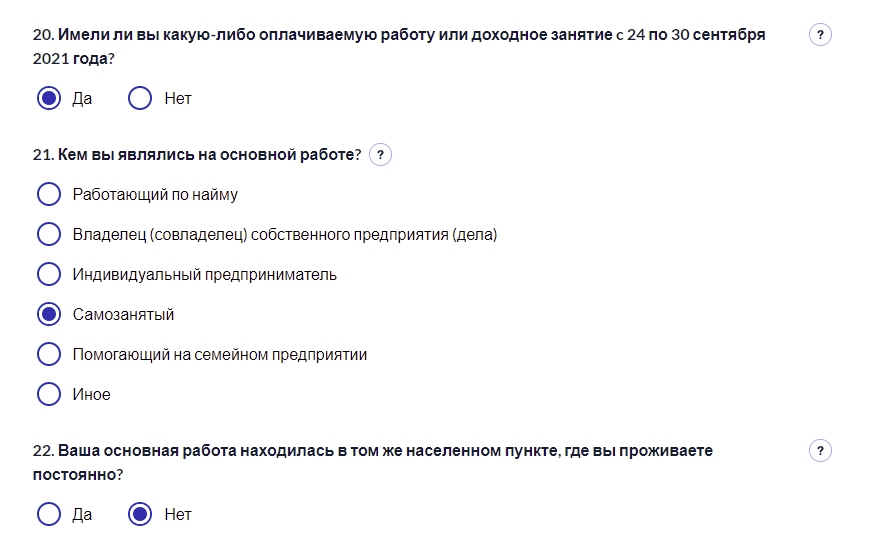 20. Имели ли вы какую-либо оплачиваемую работу или доходное занятие с 24 по 30 сентября ?
2021 года?
Да Нет
21. Кем вы являлись на основной работе? ?
Работающий по найму
Владелец (совладелец) собственного предприятия (дела)
Индивидуальный предприниматель
Самозанятый
Помогающий на семейном предприятии
Иное
22. Ваша основная работа находилась в том же населенном пункте, где вы проживаете ?
постоянно?
Да Нет